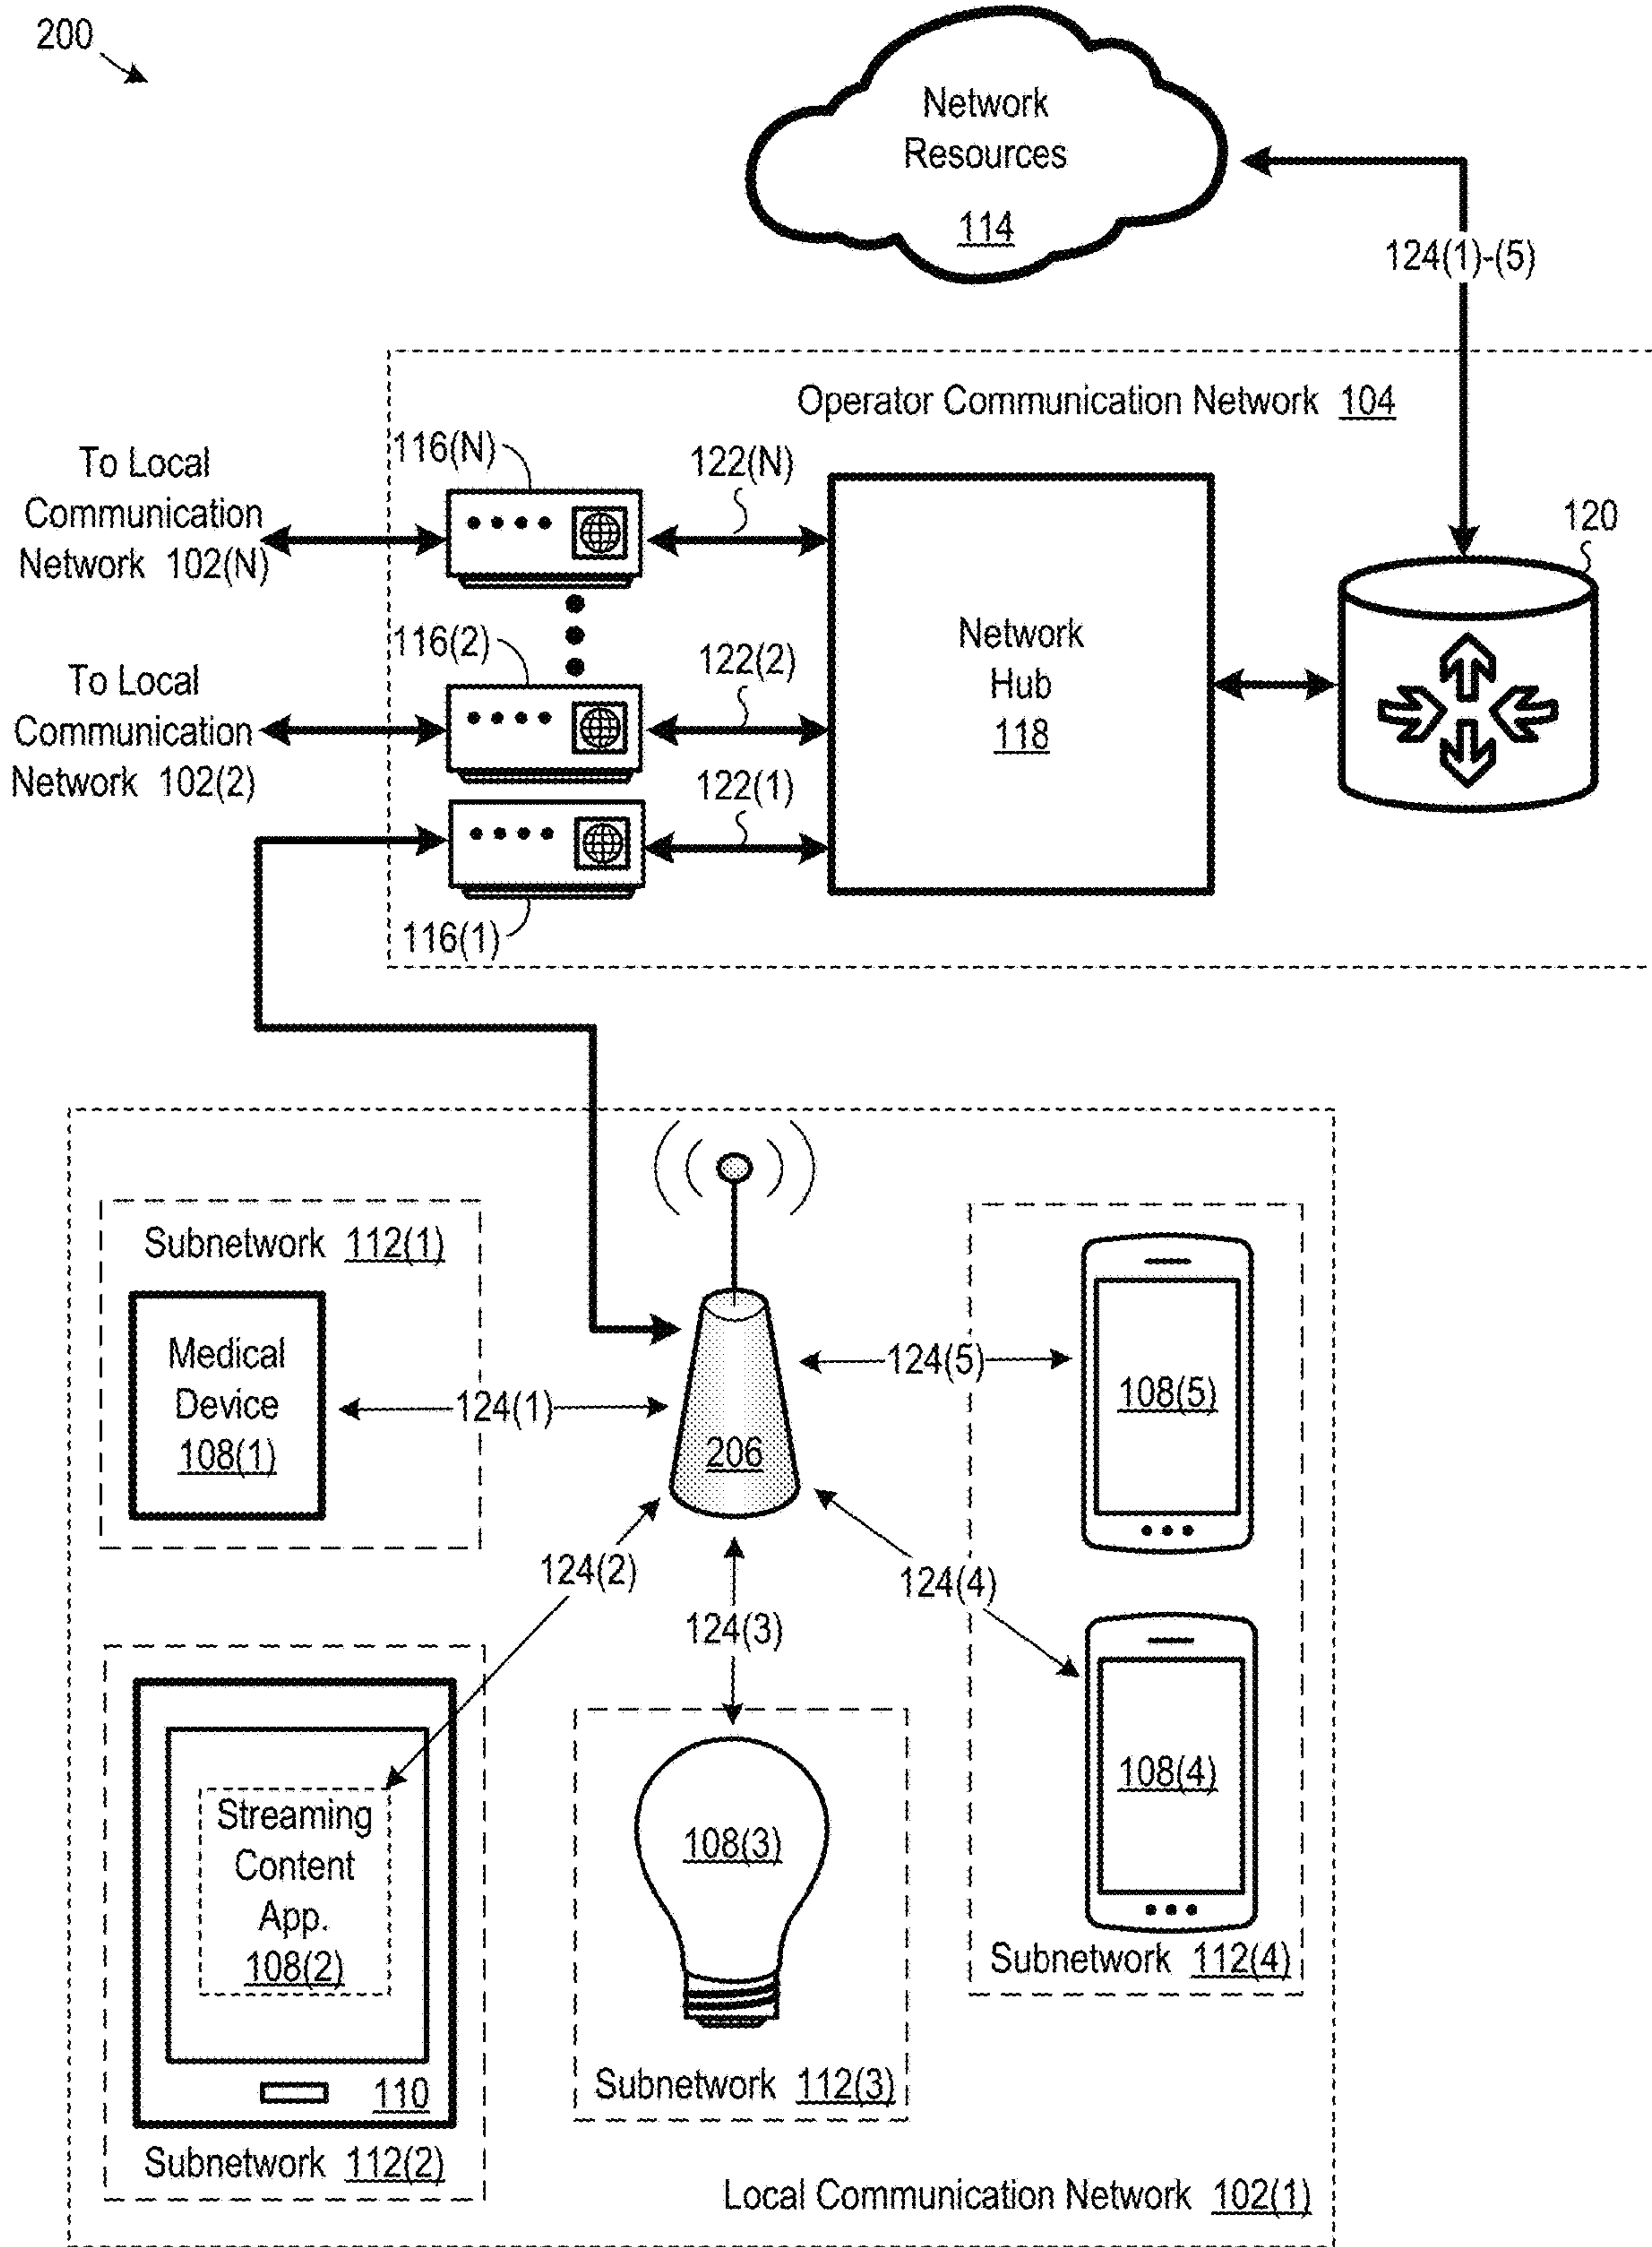 200
Network
Resources
114
124(1)-(5)
Operator Communication Network 104
To Local
Communication
Network 102(N)
116(N)
122(N)
120
To Local
Communication
Network 102(2)
116(2)
122(2)
Network
Hub
118
122(1)
116(1)
Subnetwork 112(1)
Medical
Device
108(1)
124(1)
206
124(5)
108(5)
124(2)
124(3)
124(4)
108(4)
Subnetwork 112(4)
Streaming
Content
App.
108(2)
110
Subnetwork 112(2)
108(3)
Subnetwork 112(3)
Local Communication Network 102(1)